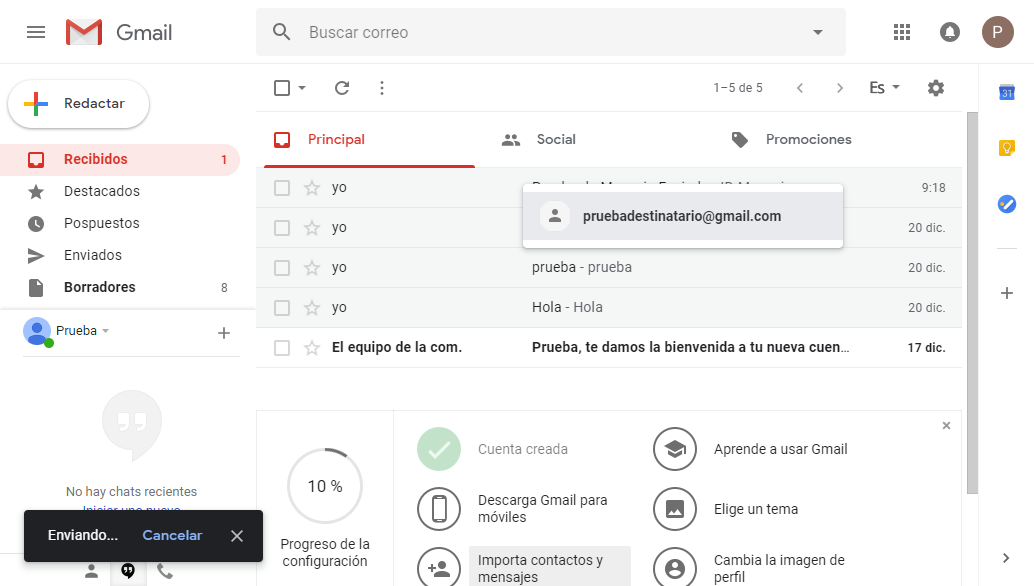 Gmail
Buscar correo
P
Redactar
1–5 de 5
Es
31
Principal
Social
Promociones
Recibidos 1
Destacados
Pospuestos
Enviados
Borradores 8
yo 9:18
pruebadestinatario@gmail.com
yo 20 dic.
yo prueba - prueba 20 dic.
yo Hola - Hola 20 dic.
El equipo de la com. Prueba, te damos la bienvenida a tu nueva cuen… 17 dic.
Prueba
No hay chats recientes
Iniciar uno nuevo
Enviando... Cancelar
10 %
Progreso de la
configuración
Cuenta creada
Aprende a usar Gmail
Descarga Gmail para
móviles
Elige un tema
Importa contactos y
mensajes
Cambia la imagen de
perfil